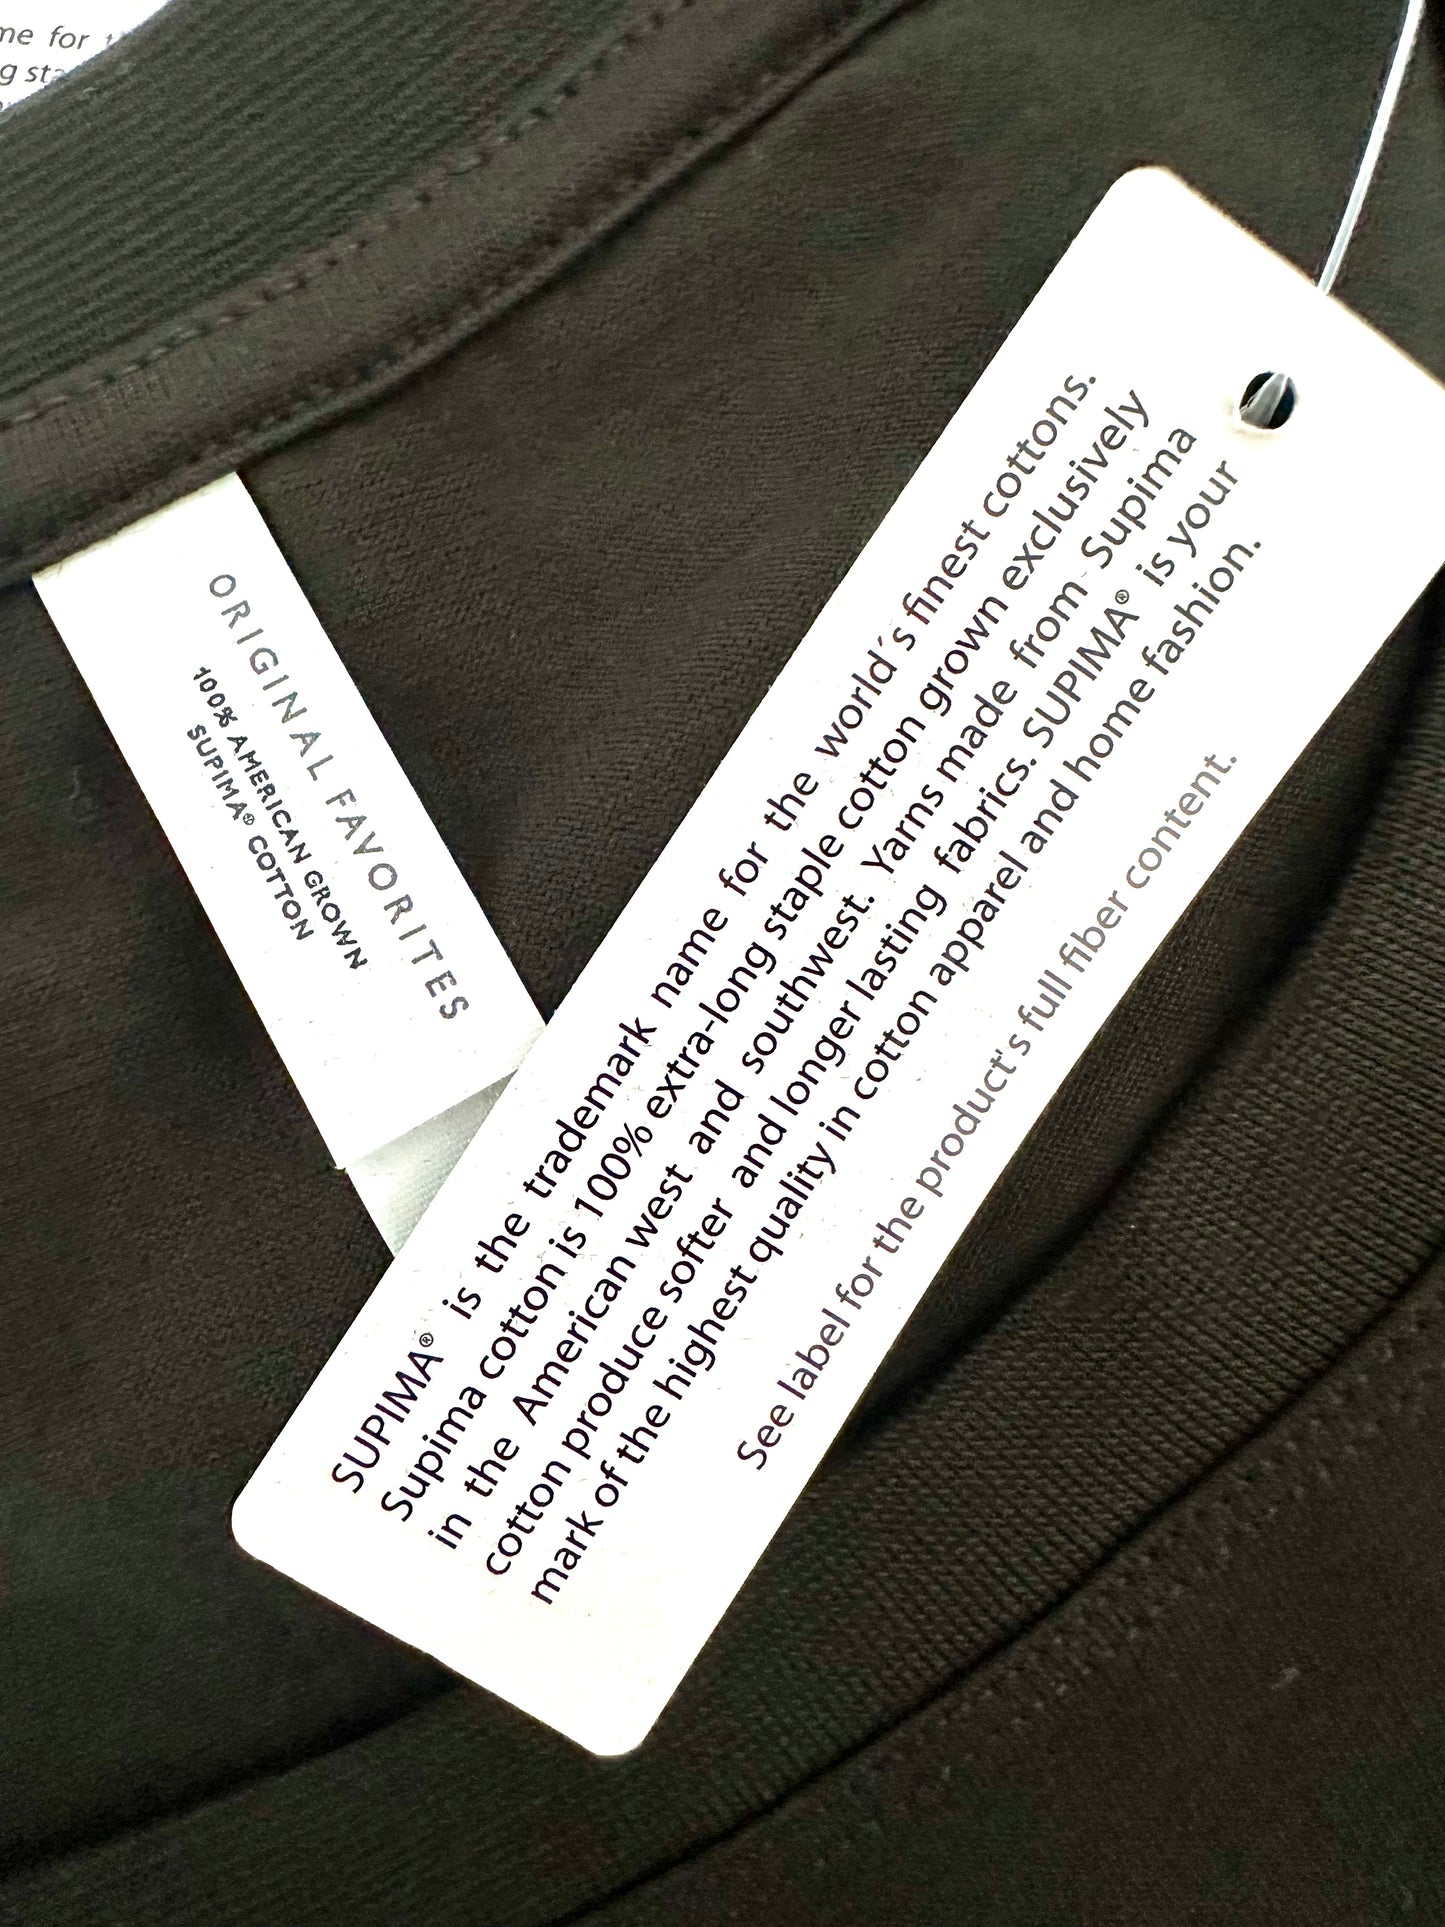 me for
g sta
ORIGINAL FAVORITES
100% AMERICAN GROWN
SUPIMA® COTTON
SUPIMA® is the trademark name for the world´s finest cottons.
Supima cotton is 100% extra-long staple cotton grown exclusively
in the American west and southwest. Yarns made from Supima
cotton produce softer and longer lasting fabrics. SUPIMA® is your
mark of the highest quality in cotton apparel and home fashion.
See label for the product's full fiber content.